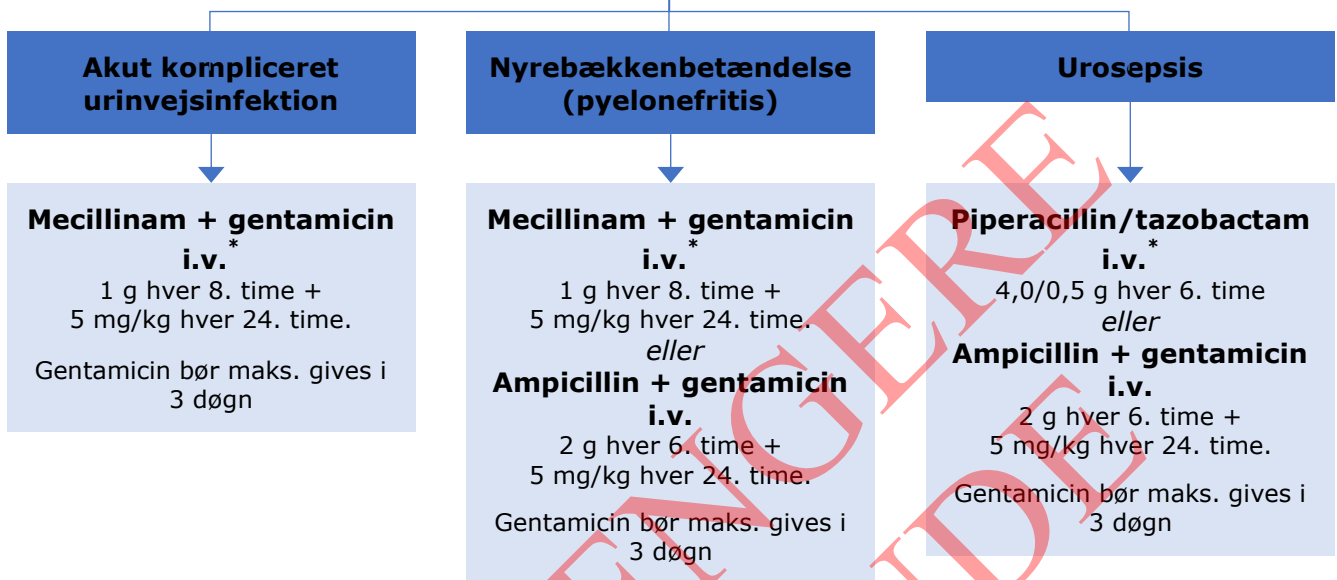 Akut kompliceret
urinvejsinfektion
Mecillinam + gentamicin
i.v.*
1 g hver 8. time +
5 mg/kg hver 24. time.
Gentamicin bør maks. gives i
3 døgn
Nyrebækkenbetændelse
(pyelonefritis)
Mecillinam + gentamicin
i.v.*
1 g hver 8. time +
5 mg/kg hver 24. time.
eller
Ampicillin + gentamicin
i.v.
2 g hver 6. time +
5 mg/kg hver 24. time.
Gentamicin bør maks. gives i
3 døgn
Urosepsis
Piperacillin/tazobactam
i.v.*
4,0/0,5 g hver 6. time
eller
Ampicillin + gentamicin
i.v.
2 g hver 6. time +
5 mg/kg hver 24. time.
Gentamicin bør maks. gives i
3 døgn